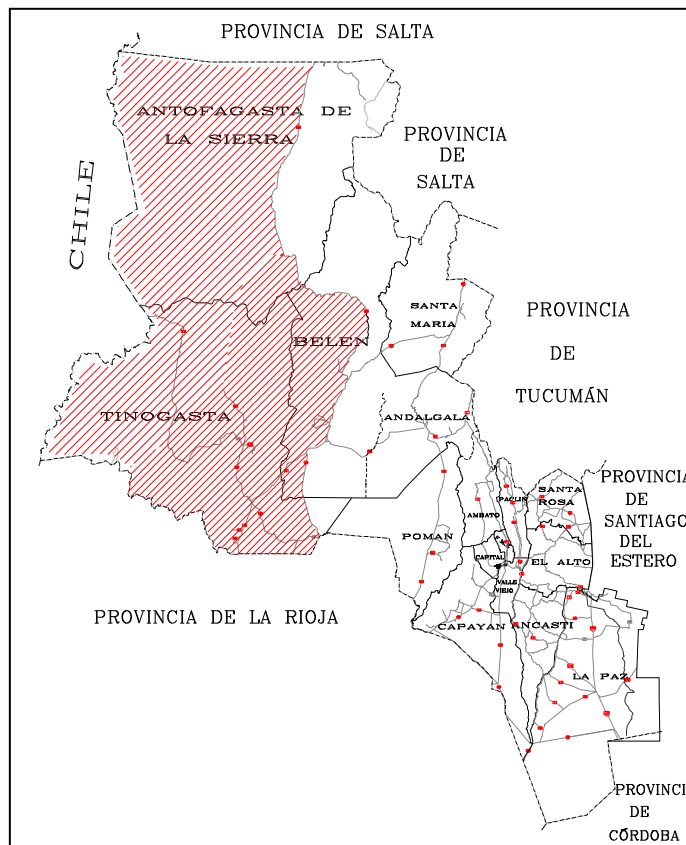 PROVINCIA DE SALTA
ANTOFAGASTA DE
LA SIERRA
PROVINCIA
DE
SALTA
CHILE
SANTA
MARIA
PROVINCIA
DE
TUCUMÁN
BELEN
TINOGASTA
ANDALGALA
PACLIN
SANTA
ROSA
AMBATO
PROVINCIA
DE
SANTIAGO
DEL
ESTERO
POMAN
CAPITAL
EL ALTO
VALLE
VIEJO
PROVINCIA DE LA RIOJA
CAPAYAN
ANCASTI
LA PAZ
PROVINCIA
DE
CÓRDOBA